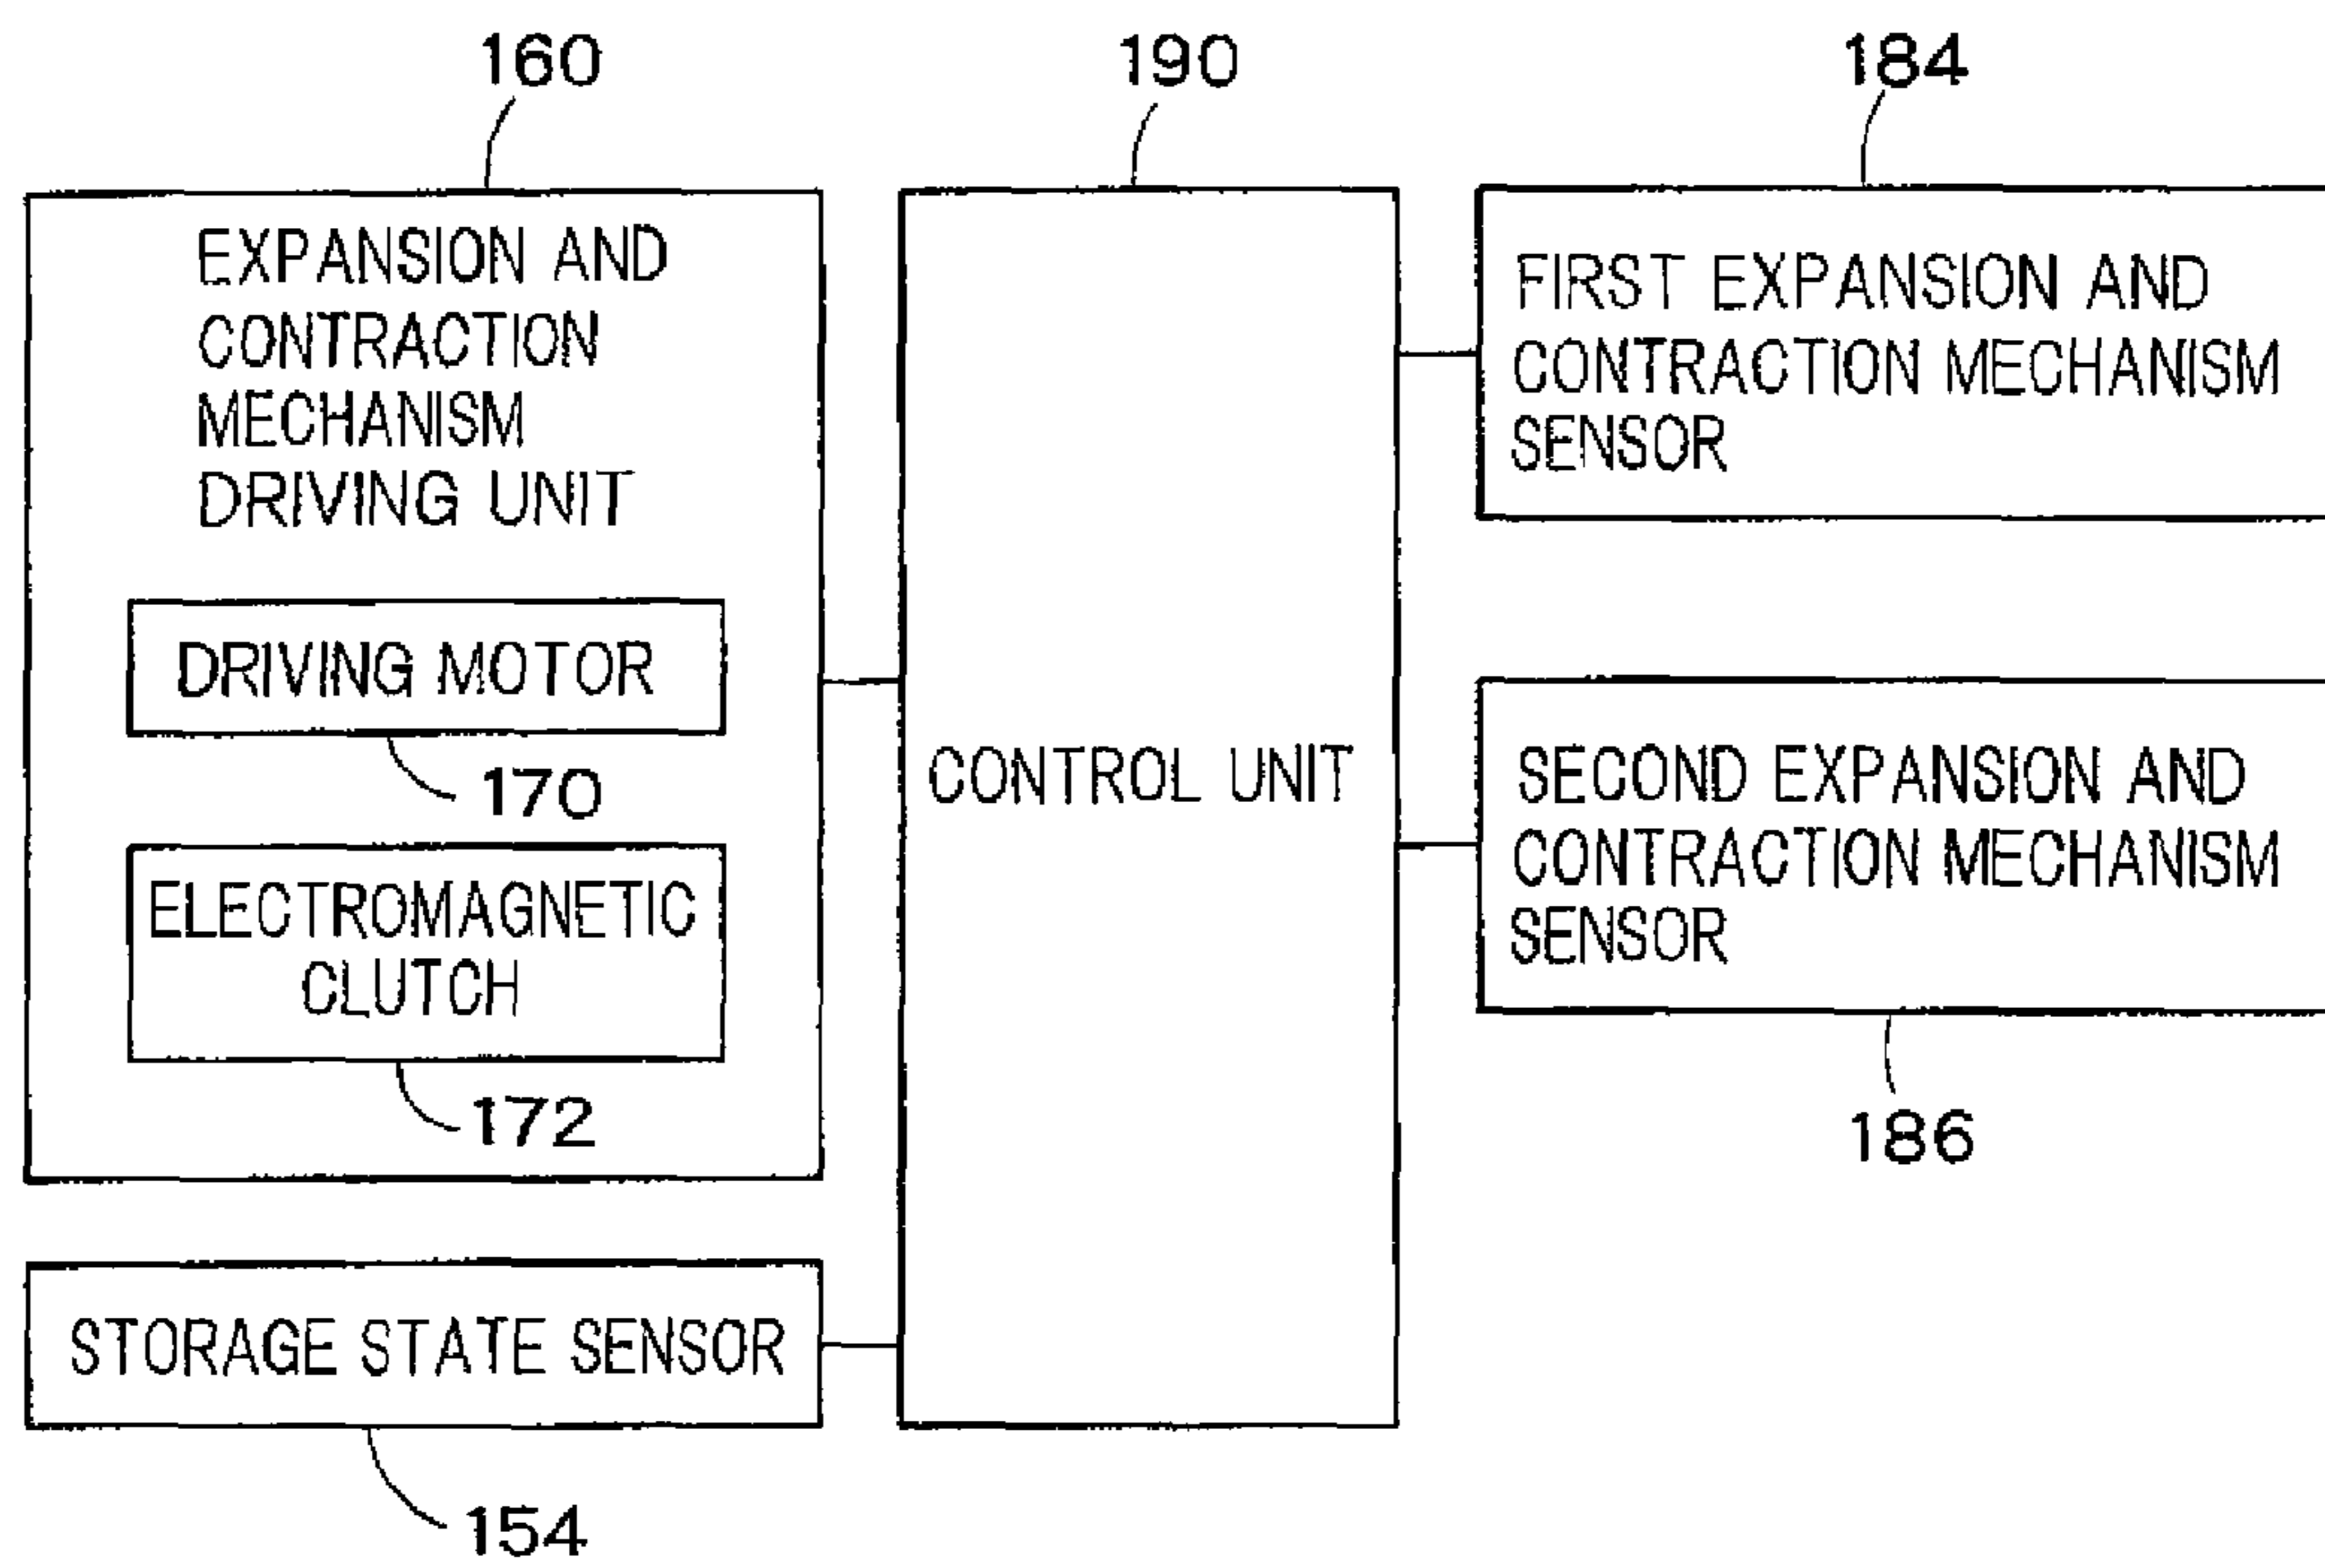 160
190
184
EXPANSION AND
CONTRACTION
MECHANISM
DRIVING UNIT
DRIVING MOTOR
170
ELECTROMAGNETIC
CLUTCH
172
STORAGE STATE SENSOR
154
CONTROL UNIT
FIRST EXPANSION AND
CONTRACTION MECHANISM
SENSOR
SECOND EXPANSION AND
CONTRACTION MECHANISM
SENSOR
186